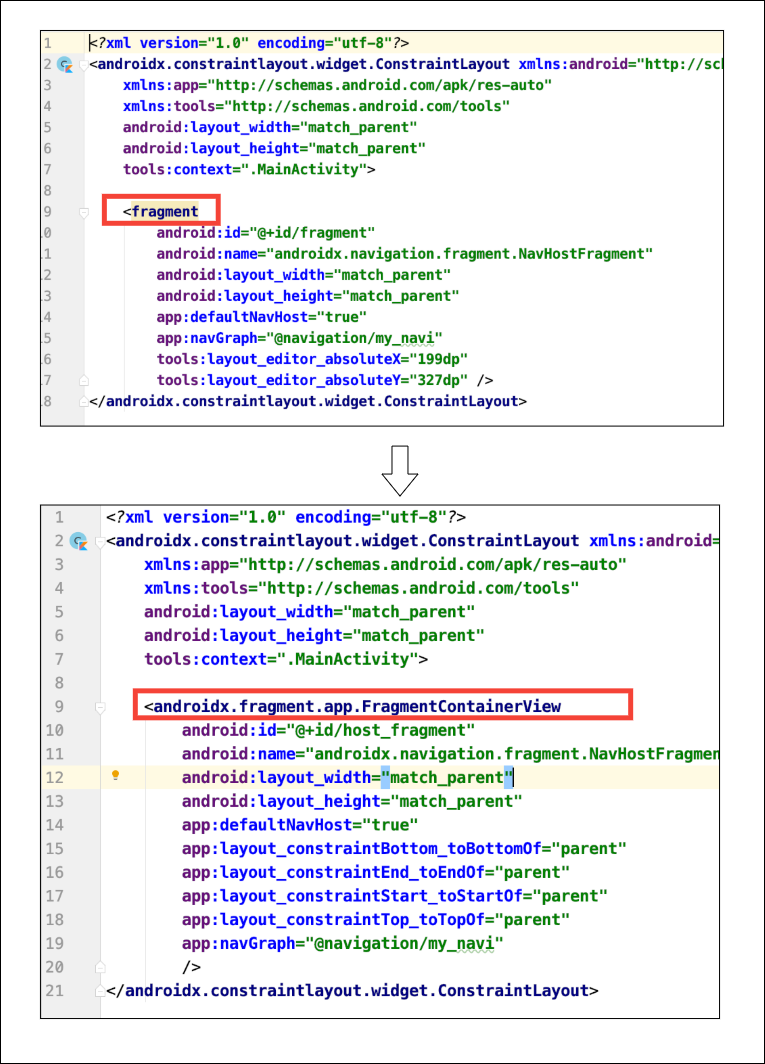 1 <?xml version="1.0" encoding="utf-8"?>
2 <androidx.constraintlayout.widget.ConstraintLayout xmlns:android="http://sch
3 xmlns:app="http://schemas.android.com/apk/res-auto"
4 xmlns:tools="http://schemas.android.com/tools"
5 android:layout_width="match_parent"
6 android:layout_height="match_parent"
7 tools:context=".MainActivity">
8
9 <fragment
.0 android:id="@+id/fragment"
.1 android:name="androidx.navigation.fragment.NavHostFragment"
.2 android:layout_width="match_parent"
.3 android:layout_height="match_parent"
.4 app:defaultNavHost="true"
.5 app:navGraph="@navigation/my_navi"
.6 tools:layout_editor_absoluteX="199dp"
.7 tools:layout_editor_absoluteY="327dp" />
.8 </androidx.constraintlayout.widget.ConstraintLayout>
1 <?xml version="1.0" encoding="utf-8"?>
2 <androidx.constraintlayout.widget.ConstraintLayout xmlns:android=
3 xmlns:app="http://schemas.android.com/apk/res-auto"
4 xmlns:tools="http://schemas.android.com/tools"
5 android:layout_width="match_parent"
6 android:layout_height="match_parent"
7 tools:context=".MainActivity">
8
9 <androidx.fragment.app.FragmentContainerView
10 android:id="@+id/host_fragment"
11 android:name="androidx.navigation.fragment.NavHostFragmen
12 android:layout_width="match_parent"
13 android:layout_height="match_parent"
14 app:defaultNavHost="true"
15 app:layout_constraintBottom_toBottomOf="parent"
16 app:layout_constraintEnd_toEndOf="parent"
17 app:layout_constraintStart_toStartOf="parent"
18 app:layout_constraintTop_toTopOf="parent"
19 app:navGraph="@navigation/my_navi"
20 />
21 </androidx.constraintlayout.widget.ConstraintLayout>